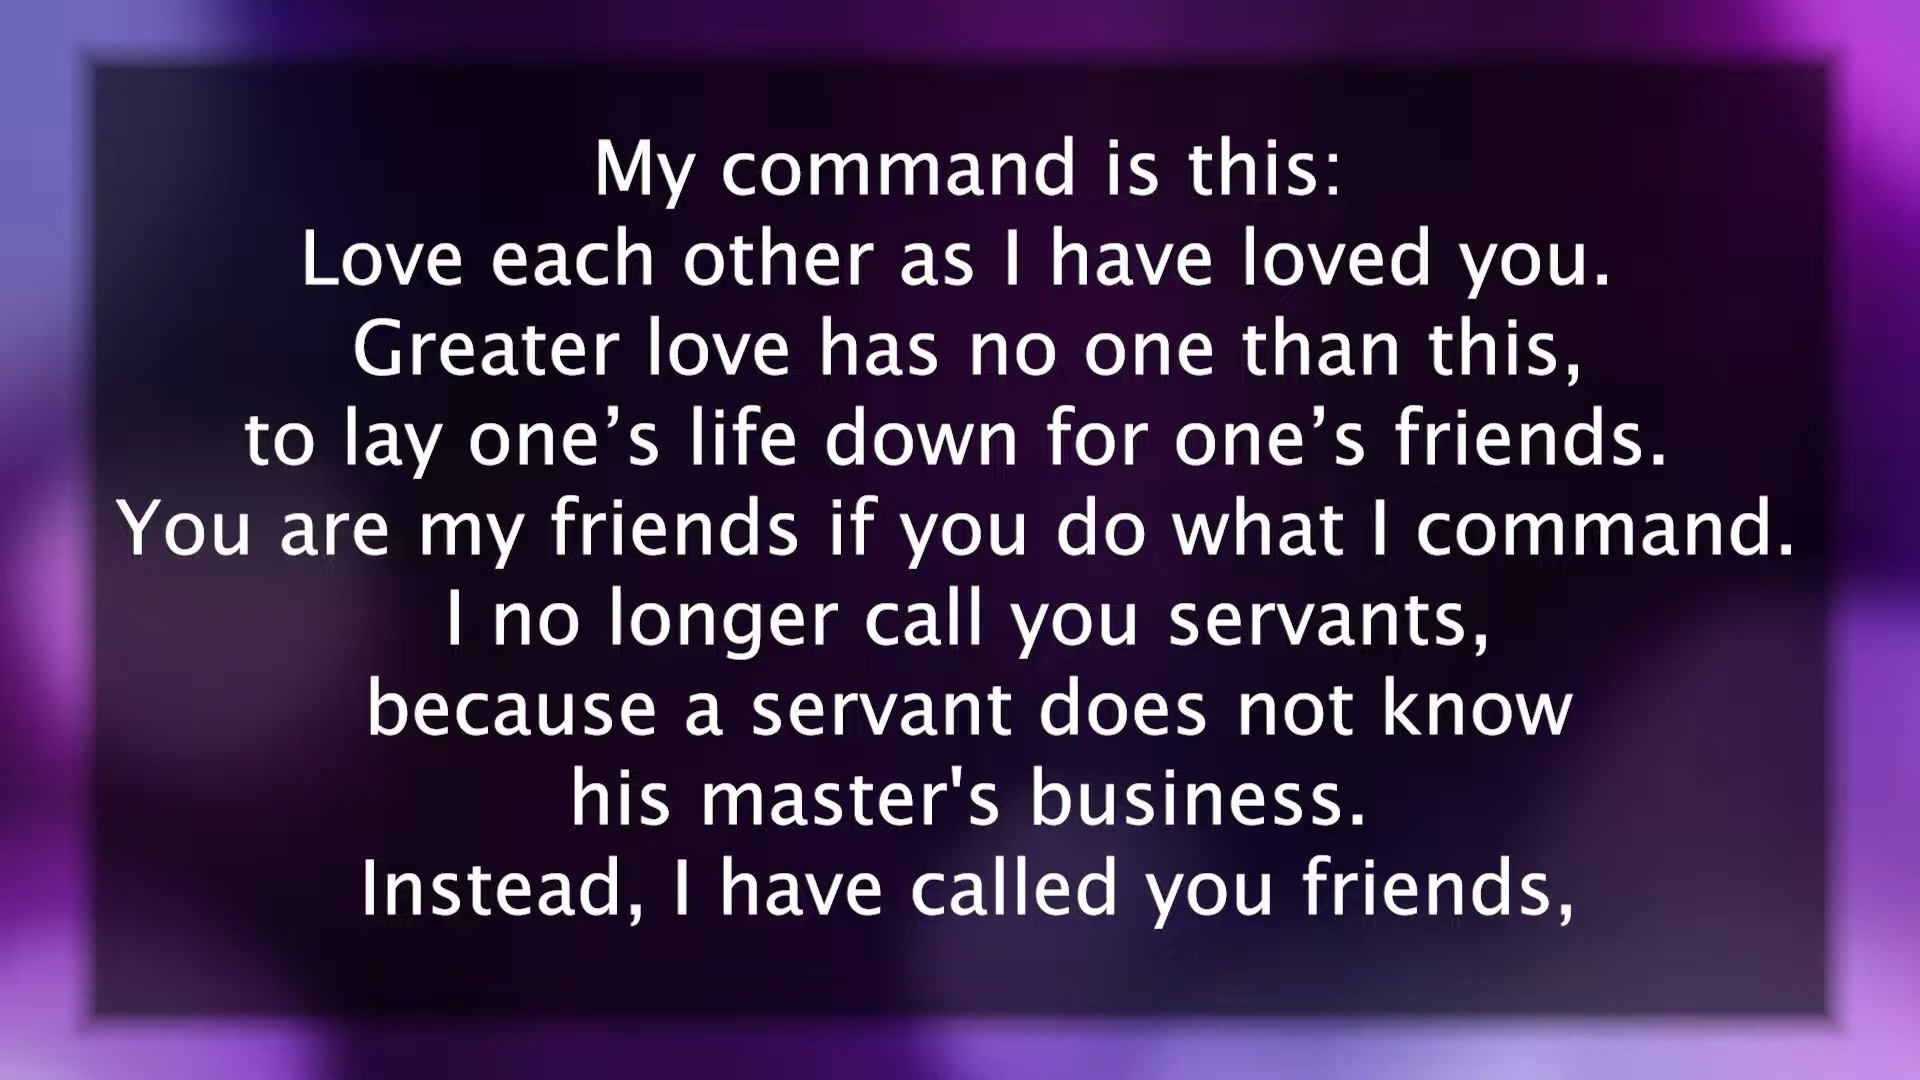 My command is this:
Love each other as I have loved you.
Greater love has no one than this,
to lay one’s life down for one’s friends.
You are my friends if you do what I command.
I no longer call you servants,
because a servant does not know
his master's business.
Instead, I have called you friends,